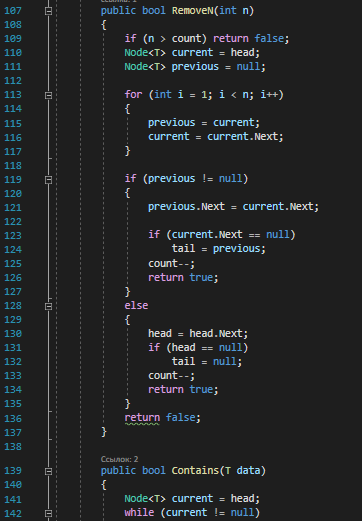 107 public bool RemoveN(int n)
108 {
109 if (n > count) return false;
110 Node<T> current = head;
111 Node<T> previous = null;
112
113 for (int i = 1; i < n; i++)
114 {
115 previous = current;
116 current = current.Next;
117 }
118
119 if (previous != null)
120 {
121 previous.Next = current.Next;
122
123 if (current.Next == null)
124 tail = previous;
125 count--;
126 return true;
127 }
128 else
129 {
130 head = head.Next;
131 if (head == null)
132 tail = null;
133 count--;
134 return true;
135 }
136 return false;
137 }
138
Ссылок: 2
139 public bool Contains(T data)
140 {
141 Node<T> current = head;
142 while (current != null)